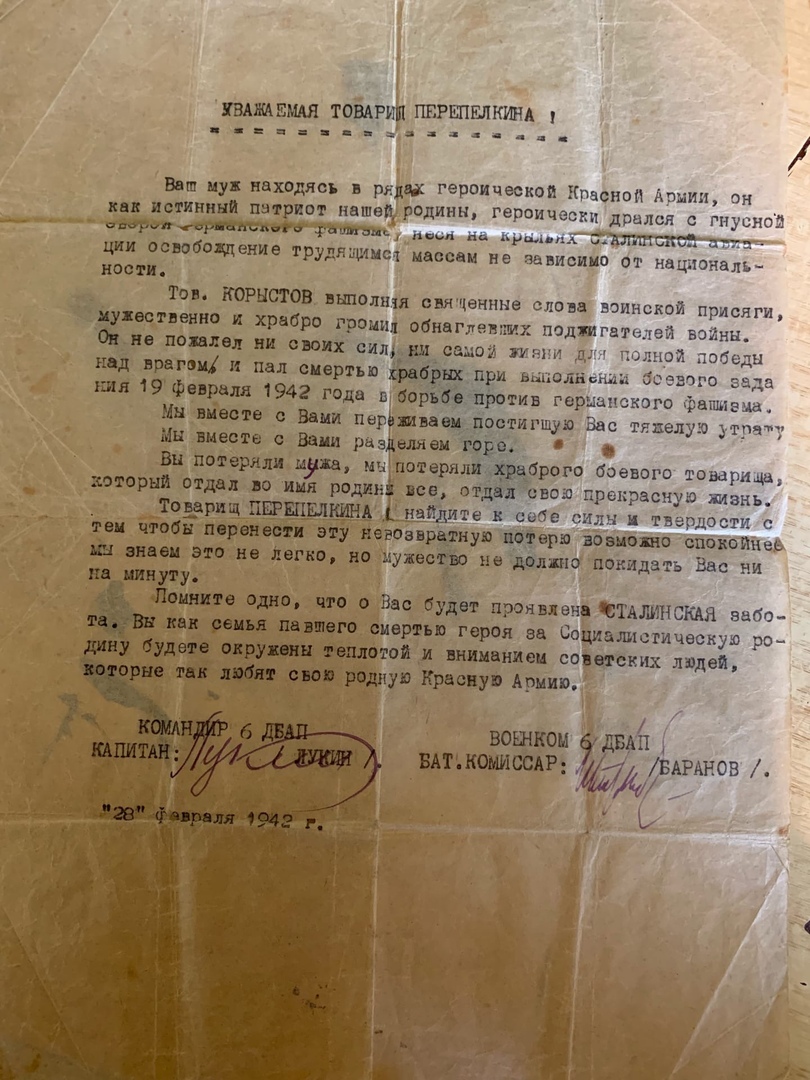 УВАЖАЕМАЯ ТОВАРИЩ ПЕРЕПЕЛКИНА !
Ваш муж находясь в рядах героической Красной Армии, он
как истинный патриот нашей родины, героически дрался с гнусной
сворой германского фашизма, неся на крыльях СТАЛИНСКОЙ авиа-
ции освобождение трудящимся массам не зависимо от националь-
ности.
Тов. КОРЫСТОВ выполняя священные слова воинской присяги,
мужественно и храбро громил обнаглевших поджигателей войны.
Он не пожалел ни своих сил, ни самой жизни для полной победы
над врагом, и пал смертью храбрых при выполнении боевого зада
ния 19 февраля 1942 года в борьбе против германского фашизма.
Мы вместе с Вами переживаем постигшую Вас тяжелую утрату
Мы вместе с Вами разделяем горе.
Вы потеряли мужа, мы потеряли храброго боевого товарища,
который отдал во имя родины все, отдал свою прекрасную жизнь.
Товарищ ПЕРЕПЕЛКИНА ! найдите к себе силы и твердости с
тем чтобы перенести эту невозвратную потерю возможно спокойнее
мы знаем это не легко, но мужество не должно покидать Вас ни
на минуту.
Помните одно, что о Вас будет проявлена СТАЛИНСКАЯ забо-
та. Вы как семья павшего смертью героя за Социалистическую ро-
дину будете окружены теплотой и вниманием советских людей,
которые так любят свою родную Красную Армию.
КОМАНДИР 6 ДБАП
КАПИТАН: Лукин ЛУКИН /.
ВОЕНКОМ 6 ДБАП
БАТ.КОМИССАР: /БАРАНОВ /.
"28" февраля 1942 г.